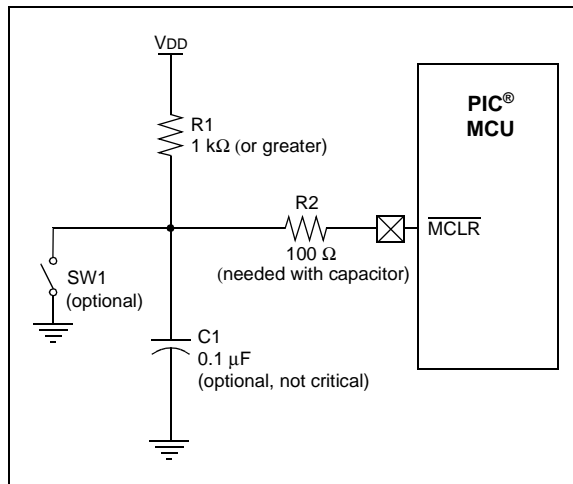 VDD
PIC®
MCU
R1
1 kΩ (or greater)
R2
MCLR
100 Ω
(needed with capacitor)
SW1
(optional)
C1
0.1 μF
(optional, not critical)